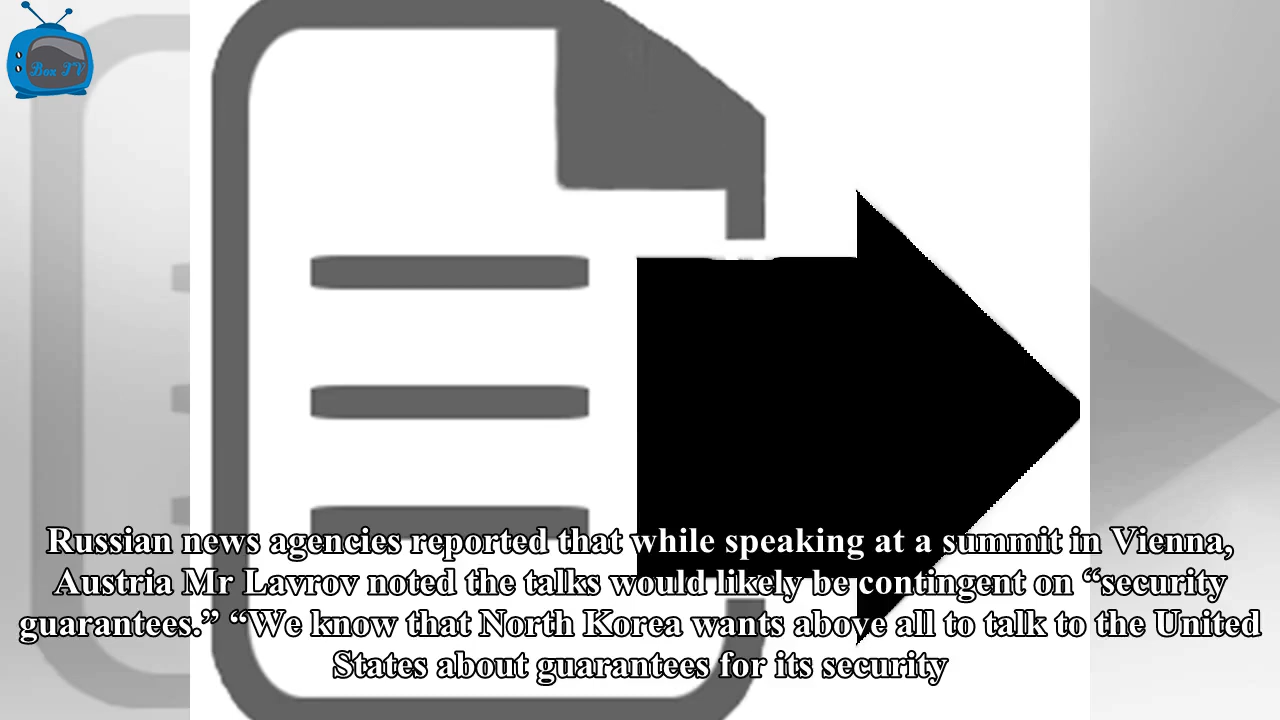 Box TV
Russian news agencies reported that while speaking at a summit in Vienna,
Austria Mr Lavrov noted the talks would likely be contingent on “security
guarantees.” “We know that North Korea wants above all to talk to the United
States about guarantees for its security